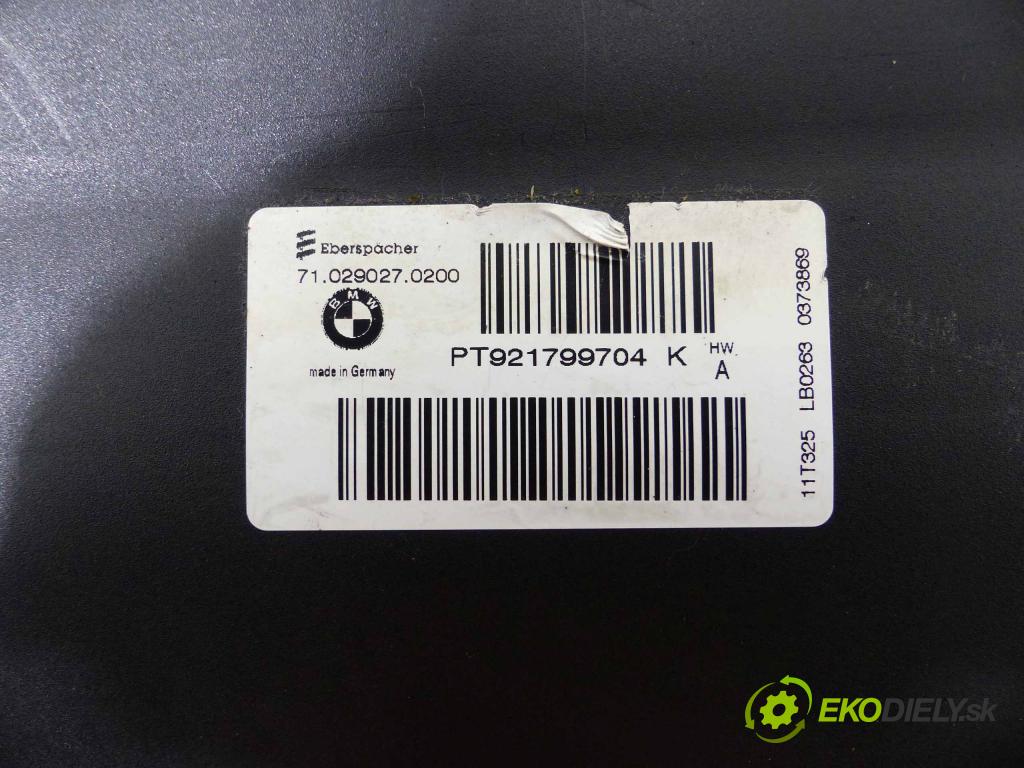 Eberspächer
71.029027.0200
BMW
made in Germany
PT921799704 K
HW
A
11T325 LB0263 0373869
EKODIELY.sk